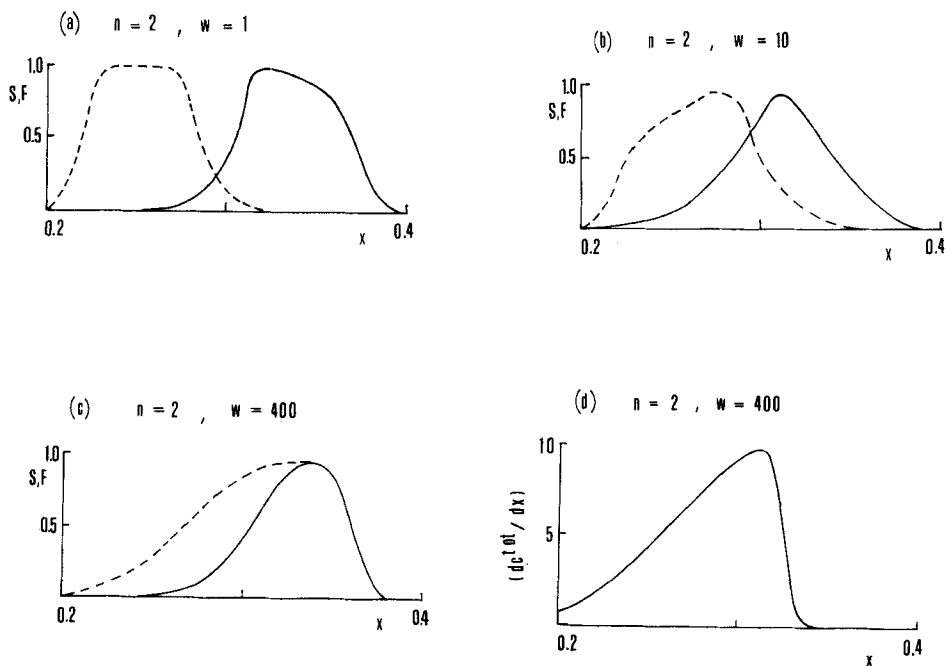 (a) n = 2 , w = 1
1.0
S,F
0.5
0.2
0.4
x
(b) n = 2 , w = 10
1.0
S,F
0.5
0.2
0.4
x
(c) n = 2 , w = 400
1.0
S,F
0.5
0.2
0.4
x
(d) n = 2 , w = 400
10
(dc^tot / dx)
5
0.2
0.4
x